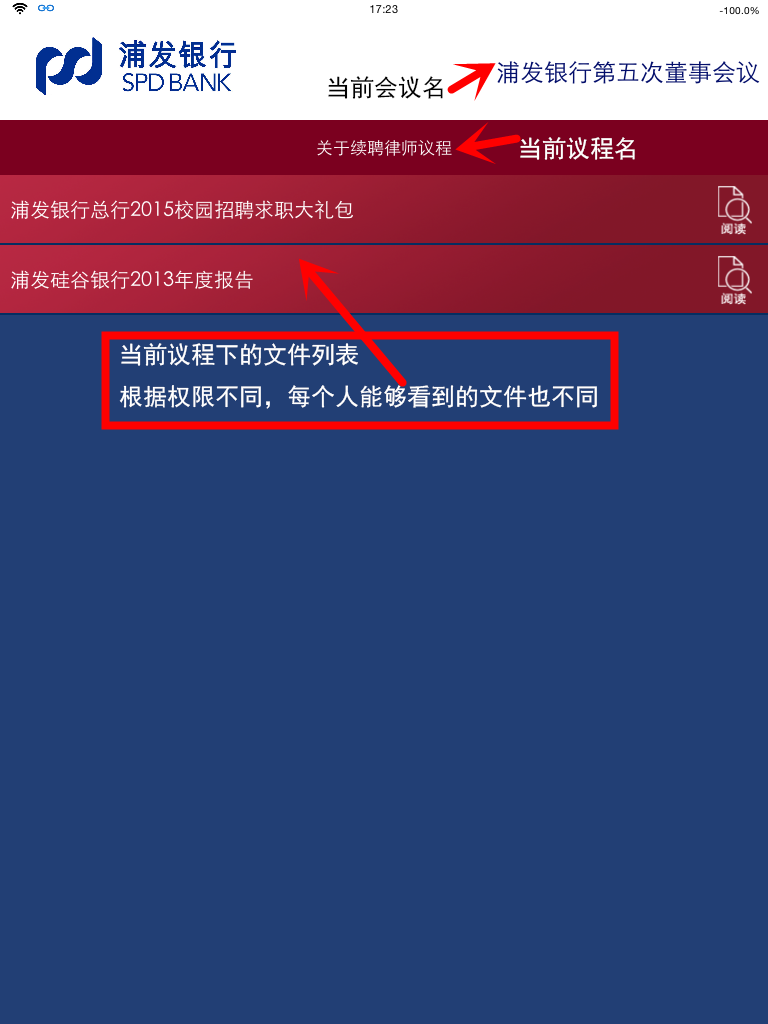 17:23
-100.0%
浦发银行
SPD BANK
当前会议名
浦发银行第五次董事会议
关于续聘律师议程
当前议程名
浦发银行总行2015校园招聘求职大礼包
阅读
浦发硅谷银行2013年度报告
阅读
当前议程下的文件列表
根据权限不同，每个人能够看到的文件也不同